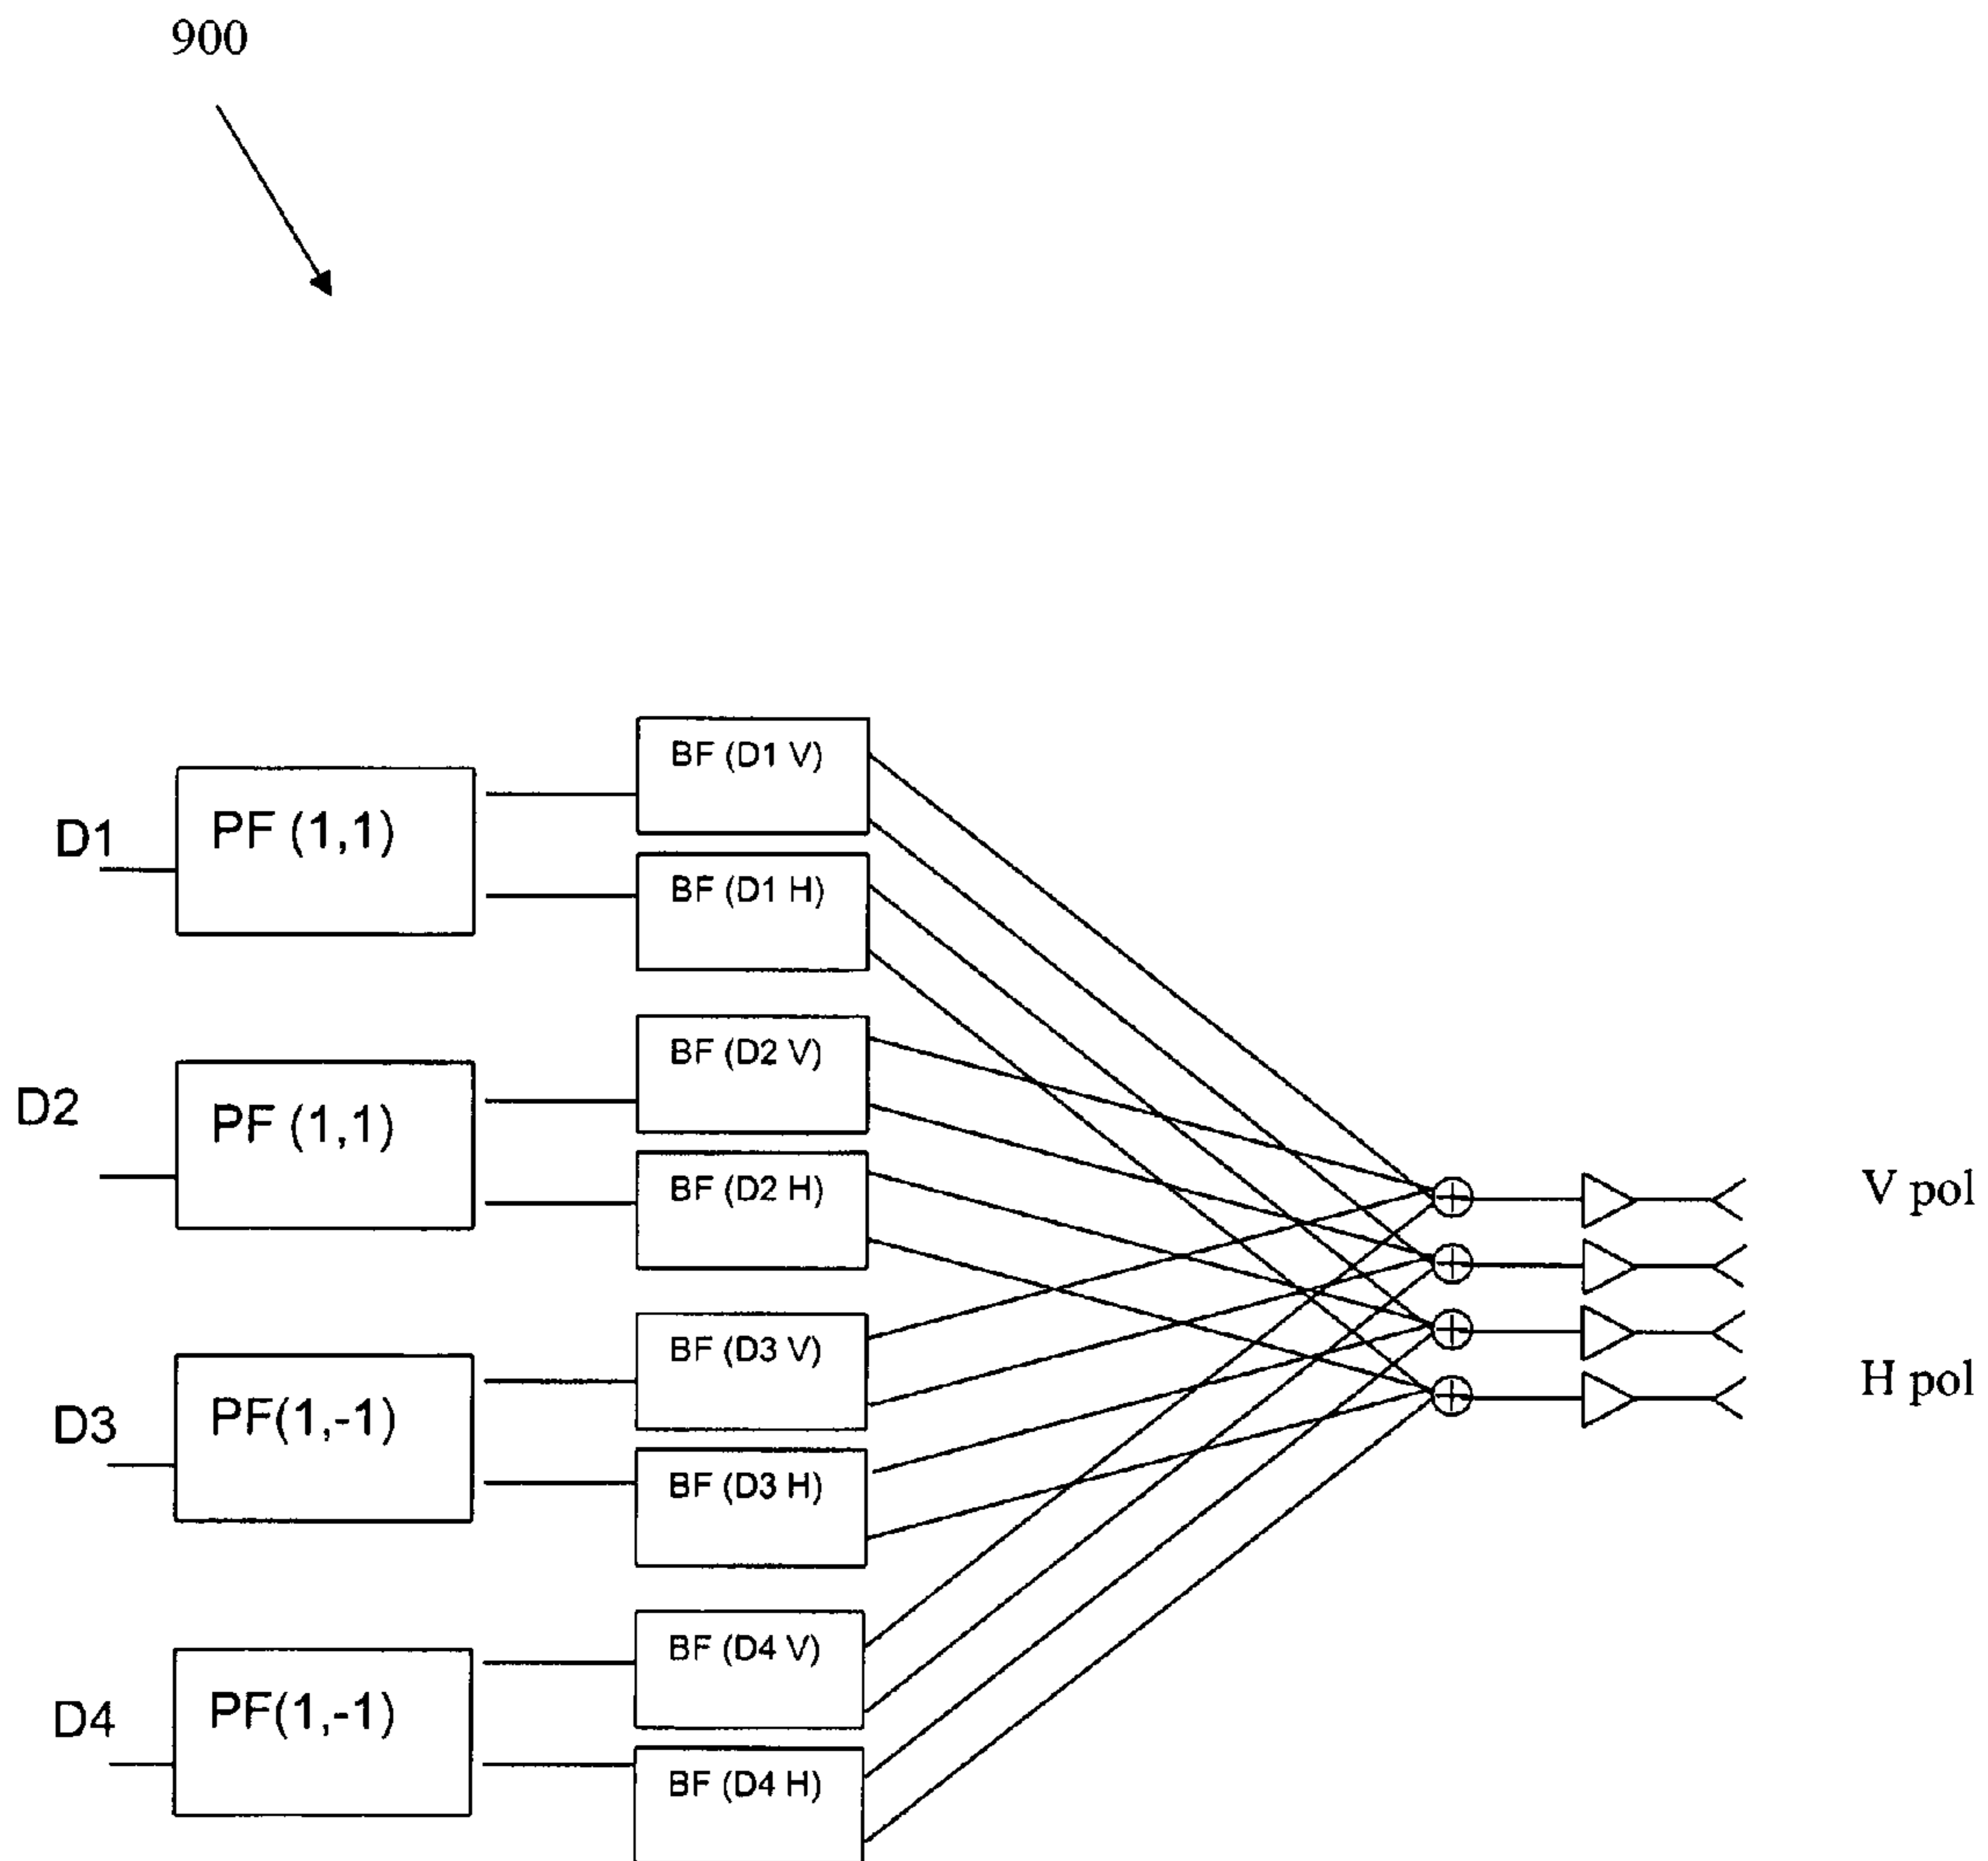 900
BF (D1 V)
D1
PF (1,1)
BF (D1 H)
BF (D2 V)
D2
PF (1,1)
BF (D2 H)
V pol
BF (D3 V)
H pol
D3
PF(1,-1)
BF (D3 H)
BF (D4 V)
D4
PF(1,-1)
BF (D4 H)